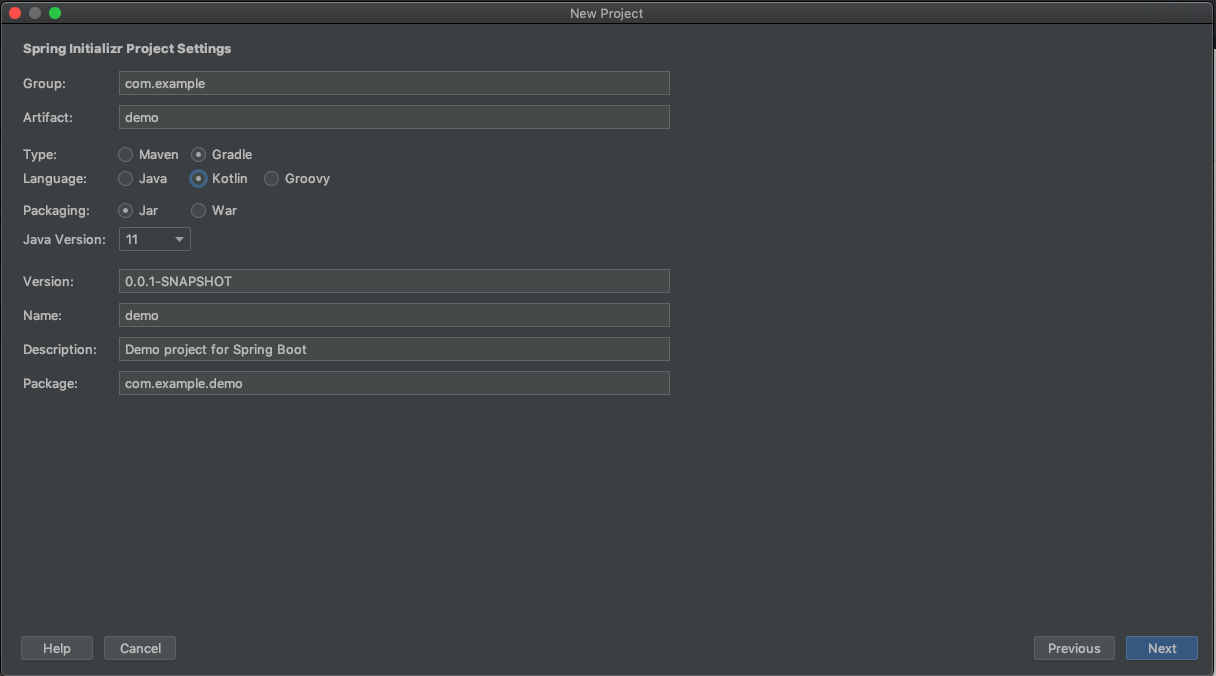 New Project
Spring Initializr Project Settings
Group: com.example
Artifact: demo
Type: Maven Gradle
Language: Java Kotlin Groovy
Packaging: Jar War
Java Version: 11
Version: 0.0.1-SNAPSHOT
Name: demo
Description: Demo project for Spring Boot
Package: com.example.demo
Help Cancel Previous Next